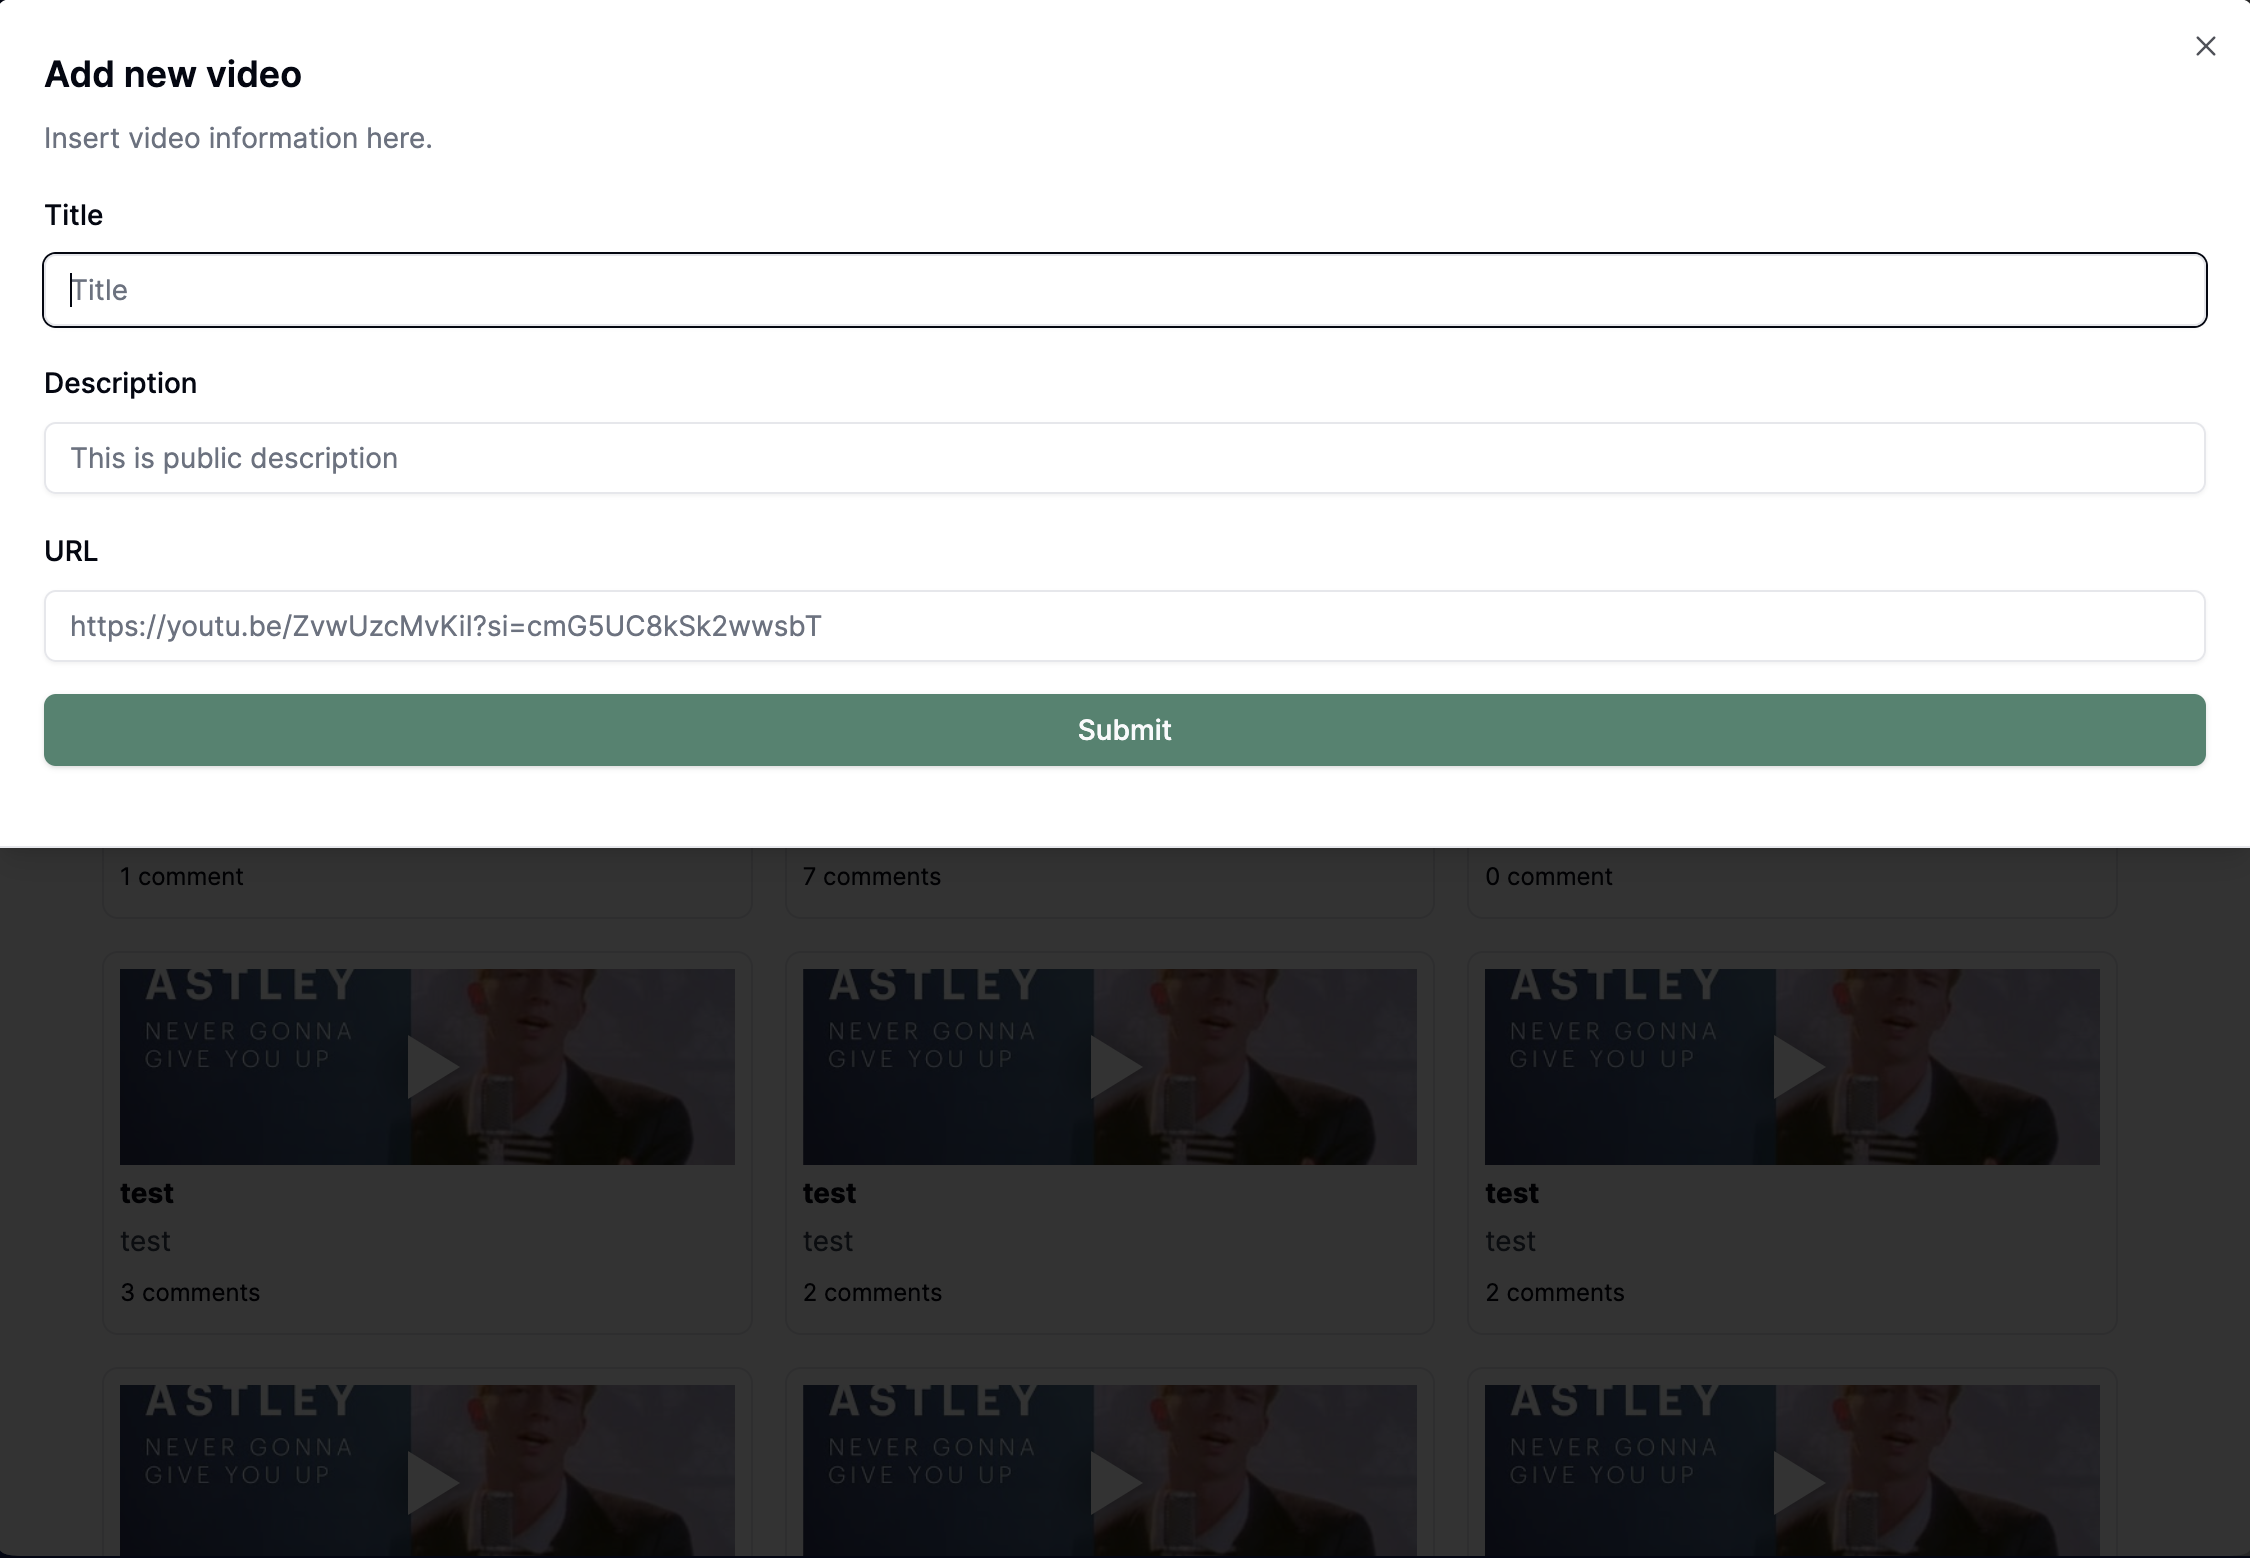 Add new video
Insert video information here.
Title
Title
Description
This is public description
URL
https://youtu.be/ZvwUzcMvKiI?si=cmG5UC8kSk2wwsbT
Submit
1 comment
7 comments
0 comment
ASTLEY
NEVER GONNA
GIVE YOU UP
test
test
3 comments
ASTLEY
NEVER GONNA
GIVE YOU UP
test
test
2 comments
ASTLEY
NEVER GONNA
GIVE YOU UP
test
test
2 comments
ASTLEY
NEVER GONNA
GIVE YOU UP
ASTLEY
NEVER GONNA
GIVE YOU UP
ASTLEY
NEVER GONNA
GIVE YOU UP